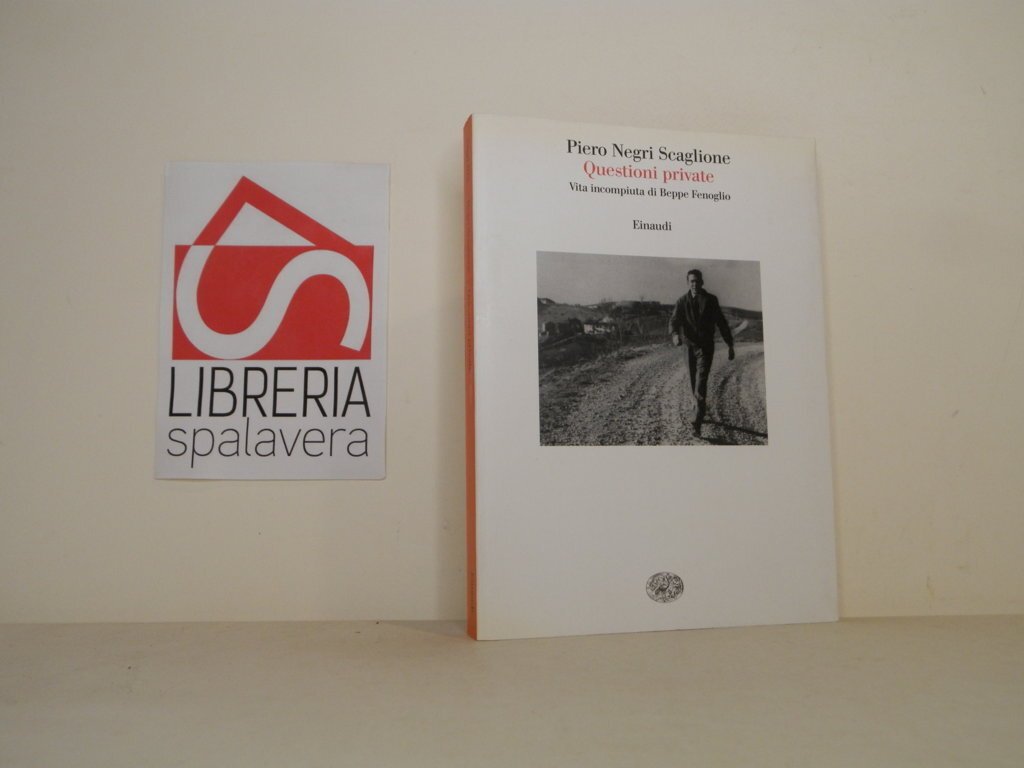 LIBRERIA
spalavera
Piero Negri Scaglione
Questioni private
Vita incompiuta di Beppe Fenoglio
Einaudi